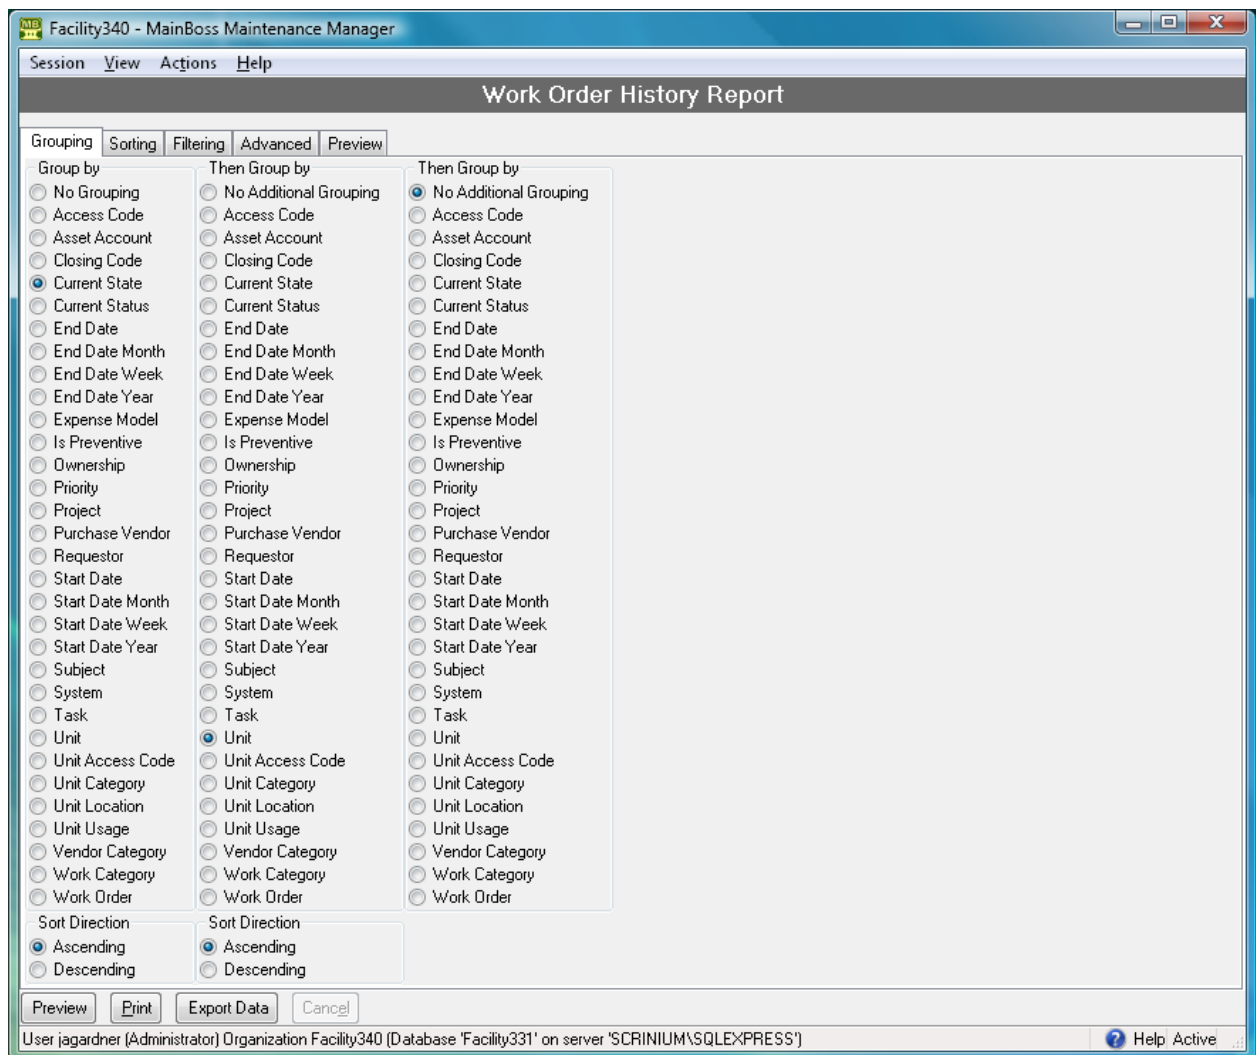 Facility340 - MainBoss Maintenance Manager
Session View Actions Help
Work Order History Report
Grouping Sorting Filtering Advanced Preview
Group by Then Group by Then Group by
No Grouping No Additional Grouping No Additional Grouping
Access Code Access Code Access Code
Asset Account Asset Account Asset Account
Closing Code Closing Code Closing Code
Current State Current State Current State
Current Status Current Status Current Status
End Date End Date End Date
End Date Month End Date Month End Date Month
End Date Week End Date Week End Date Week
End Date Year End Date Year End Date Year
Expense Model Expense Model Expense Model
Is Preventive Is Preventive Is Preventive
Ownership Ownership Ownership
Priority Priority Priority
Project Project Project
Purchase Vendor Purchase Vendor Purchase Vendor
Requestor Requestor Requestor
Start Date Start Date Start Date
Start Date Month Start Date Month Start Date Month
Start Date Week Start Date Week Start Date Week
Start Date Year Start Date Year Start Date Year
Subject Subject Subject
System System System
Task Task Task
Unit Unit Unit
Unit Access Code Unit Access Code Unit Access Code
Unit Category Unit Category Unit Category
Unit Location Unit Location Unit Location
Unit Usage Unit Usage Unit Usage
Vendor Category Vendor Category Vendor Category
Work Category Work Category Work Category
Work Order Work Order Work Order
Sort Direction Sort Direction
Ascending Ascending
Descending Descending
Preview Print Export Data Cancel
User jagardner (Administrator) Organization Facility340 (Database 'Facility331' on server 'SCRINIUM\SQLEXPRESS') Help Active